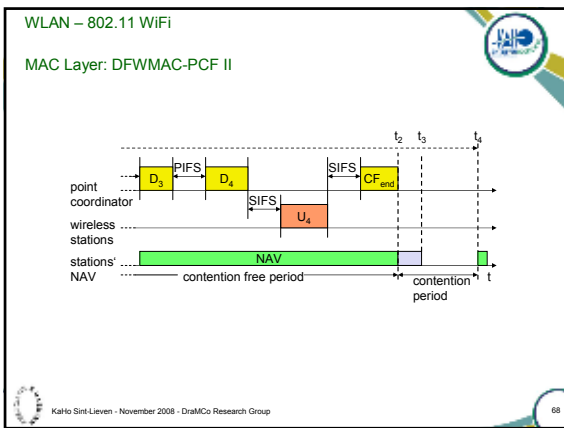 WLAN – 802.11 WiFi
MAC Layer: DFWMAC-PCF II
t2 t3 t4
D3 PIFS D4 SIFS CFend
point
coordinator
SIFS
U4
wireless
stations
stations‘ NAV
NAV contention free period contention t
period
KaHo Sint-Lieven - November 2008 - DraMCo Research Group 68